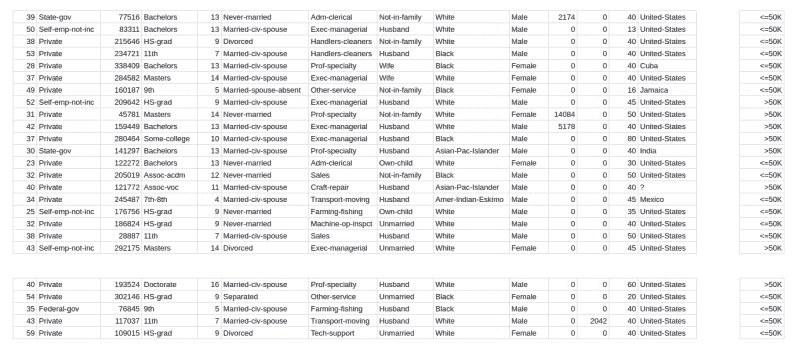 39 State-gov 77516 Bachelors 13 Never-married Adm-clerical Not-in-family White Male 2174 0 40 United-States <=50K
50 Self-emp-not-inc 83311 Bachelors 13 Married-civ-spouse Exec-managerial Husband White Male 0 0 13 United-States <=50K
38 Private 215646 HS-grad 9 Divorced Handlers-cleaners Not-in-family White Male 0 0 40 United-States <=50K
53 Private 234721 11th 7 Married-civ-spouse Handlers-cleaners Husband Black Male 0 0 40 United-States <=50K
28 Private 338409 Bachelors 13 Married-civ-spouse Prof-specialty Wife Black Female 0 0 40 Cuba <=50K
37 Private 284582 Masters 14 Married-civ-spouse Exec-managerial Wife White Female 0 0 40 United-States <=50K
49 Private 160187 9th 5 Married-spouse-absent Other-service Not-in-family Black Female 0 0 16 Jamaica <=50K
52 Self-emp-not-inc 209642 HS-grad 9 Married-civ-spouse Exec-managerial Husband White Male 0 0 45 United-States >50K
31 Private 45781 Masters 14 Never-married Prof-specialty Not-in-family White Female 14084 0 50 United-States >50K
42 Private 159449 Bachelors 13 Married-civ-spouse Exec-managerial Husband White Male 5178 0 40 United-States >50K
37 Private 280464 Some-college 10 Married-civ-spouse Exec-managerial Husband Black Male 0 0 80 United-States >50K
30 State-gov 141297 Bachelors 13 Married-civ-spouse Prof-specialty Husband Asian-Pac-Islander Male 0 0 40 India >50K
23 Private 122272 Bachelors 13 Never-married Adm-clerical Own-child White Female 0 0 30 United-States <=50K
32 Private 205019 Assoc-acdm 12 Never-married Sales Not-in-family Black Male 0 0 50 United-States <=50K
40 Private 121772 Assoc-voc 11 Married-civ-spouse Craft-repair Husband Asian-Pac-Islander Male 0 0 40 ? >50K
34 Private 245487 7th-8th 4 Married-civ-spouse Transport-moving Husband Amer-Indian-Eskimo Male 0 0 45 Mexico <=50K
25 Self-emp-not-inc 176756 HS-grad 9 Never-married Farming-fishing Own-child White Male 0 0 35 United-States <=50K
32 Private 186824 HS-grad 9 Never-married Machine-op-inspct Unmarried White Male 0 0 40 United-States <=50K
38 Private 28887 11th 7 Married-civ-spouse Sales Husband White Male 0 0 50 United-States <=50K
43 Self-emp-not-inc 292175 Masters 14 Divorced Exec-managerial Unmarried White Female 0 0 45 United-States >50K
40 Private 193524 Doctorate 16 Married-civ-spouse Prof-specialty Husband White Male 0 0 60 United-States >50K
54 Private 302146 HS-grad 9 Separated Other-service Unmarried Black Female 0 0 20 United-States <=50K
35 Federal-gov 76845 9th 5 Married-civ-spouse Farming-fishing Husband Black Male 0 0 40 United-States <=50K
43 Private 117037 11th 7 Married-civ-spouse Transport-moving Husband White Male 0 2042 40 United-States <=50K
59 Private 109015 HS-grad 9 Divorced Tech-support Unmarried White Female 0 0 40 United-States <=50K